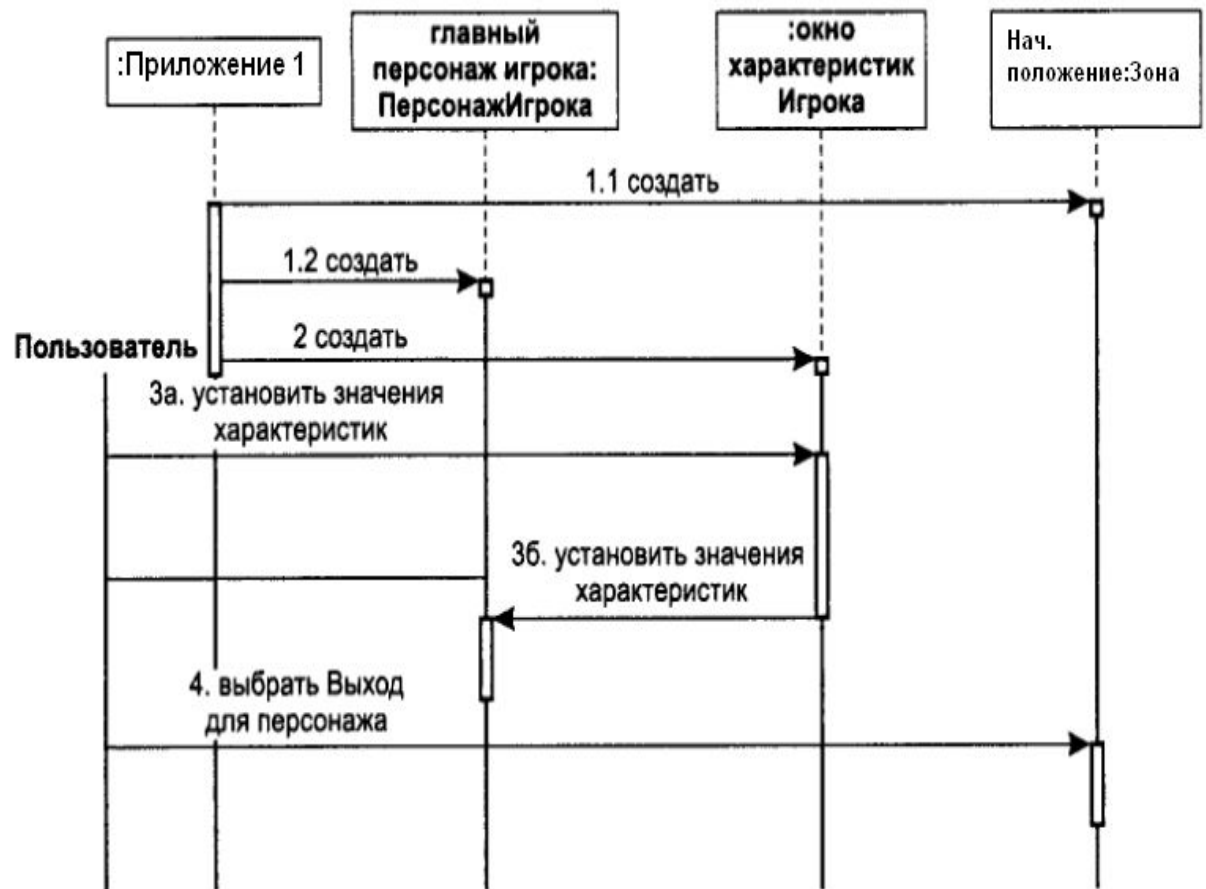 :Приложение 1
главный
персонаж игрока:
ПерсонажИгрока
:окно
характеристик
Игрока
Нач.
положение:Зона
1.1 создать
1.2 создать
2 создать
Пользователь
3а. установить значения
характеристик
3б. установить значения
характеристик
4. выбрать Выход
для персонажа